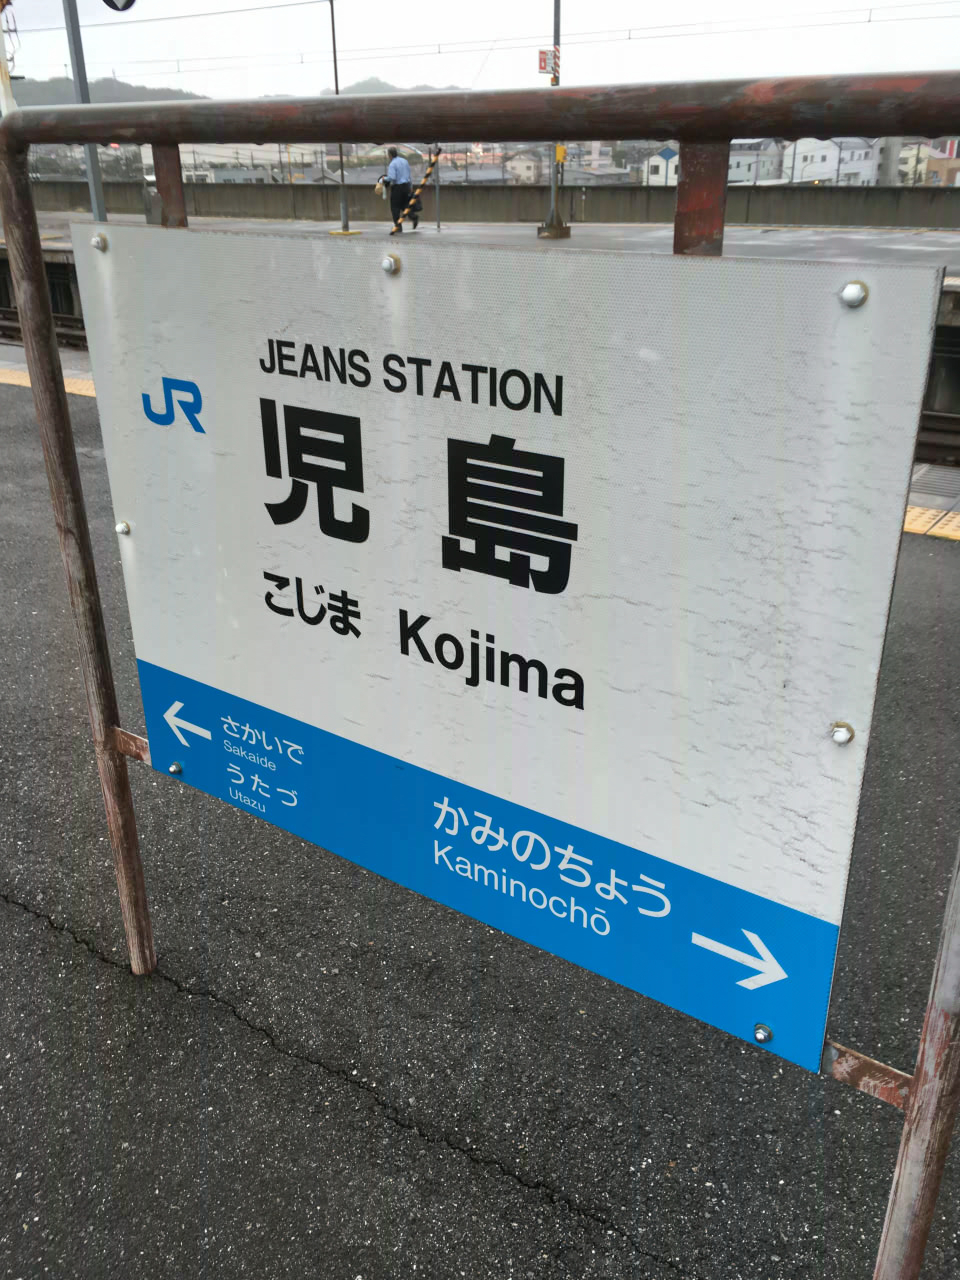 JEANS STATION
JR
児島
こじま Kojima
さかいで
Sakaide
うたづ
Utazu
かみのちょう
Kaminochō